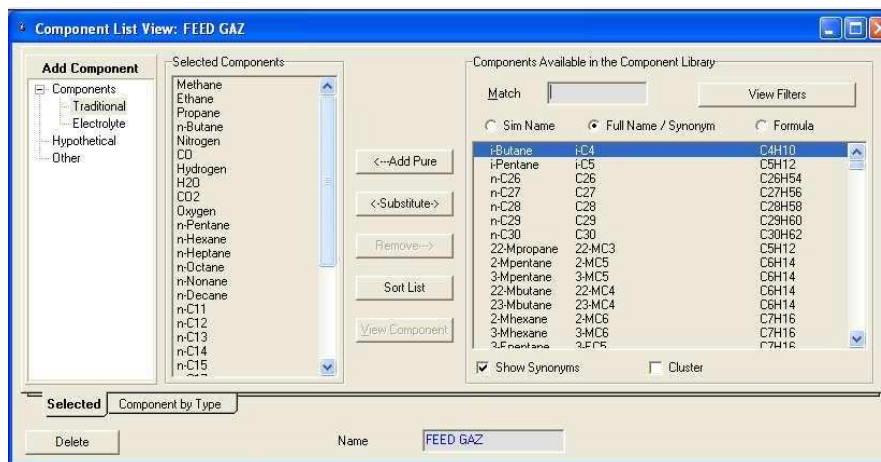 Component List View: FEED GAZ
Add Component
Components
Traditional
Electrolyte
Hypothetical
Other
Selected Components
Methane
Ethane
Propane
n-Butane
Nitrogen
CO
Hydrogen
H2O
CO2
Oxygen
n-Pentane
n-Hexane
n-Heptane
n-Octane
n-Nonane
n-Decane
n-C11
n-C12
n-C13
n-C14
n-C15
<---Add Pure
<-Substitute->
Remove--->
Sort List
View Component
Components Available in the Component Library
Match
View Filters
Sim Name Full Name / Synonym Formula
i-Butane i-C4 C4H10
i-Pentane i-C5 C5H12
n-C26 C26 C26H54
n-C27 C27 C27H56
n-C28 C28 C28H58
n-C29 C29 C29H60
n-C30 C30 C30H62
22-Mpropane 22-MC3 C5H12
2-Mpentane 2-MC5 C6H14
3-Mpentane 3-MC5 C6H14
22-Mbutane 22-MC4 C6H14
23-Mbutane 23-MC4 C6H14
2-Mhexane 2-MC6 C7H16
3-Mhexane 3-MC6 C7H16
3-Epentane 3-EC5 C7H16
Show Synonyms Cluster
Selected Component by Type
Delete Name FEED GAZ